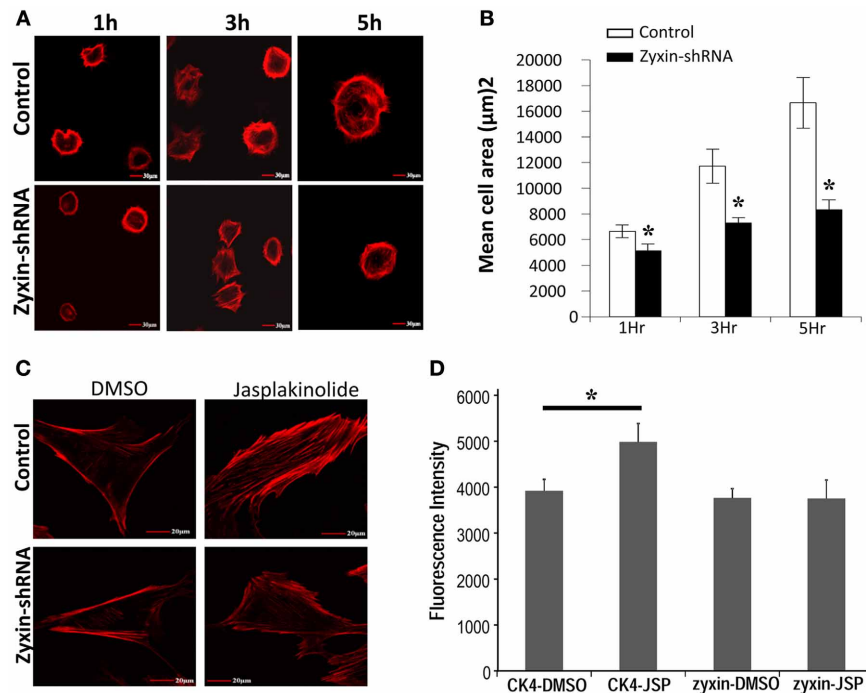 A
1h 3h 5h
Control
30µm 30µm 30µm
Zyxin-shRNA
30µm 30µm 30µm
B
Control
Zyxin-shRNA
Mean cell area (µm)2
20000
18000
16000
14000
12000
10000
8000
6000
4000
2000
0
* * *
1Hr 3Hr 5Hr
C
DMSO Jasplakinolide
Control
20µm 20µm
Zyxin-shRNA
20µm 20µm
D
*
Fluorescence Intensity
6000
5000
4000
3000
2000
1000
0
CK4-DMSO CK4-JSP zyxin-DMSO zyxin-JSP